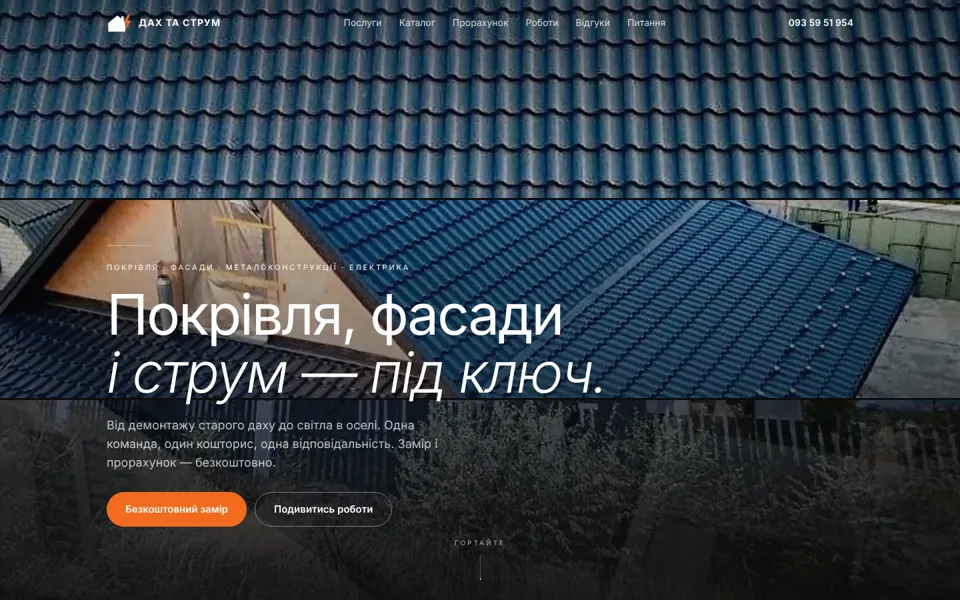 ДАХ ТА СТРУМ
Послуги Каталог Прорахунок Роботи Відгуки Питання
093 59 51 954
ПОКРІВЛЯ · ФАСАДИ · МЕТАЛОКОНСТРУКЦІЇ · ЕЛЕКТРИКА
Покрівля, фасади
і струм — під ключ.
Від демонтажу старого даху до світла в оселі. Одна
команда, один кошторис, одна відповідальність. Замір і
прорахунок — безкоштовно.
Безкоштовний замір
Подивитись роботи
ГОРТАЙТЕ